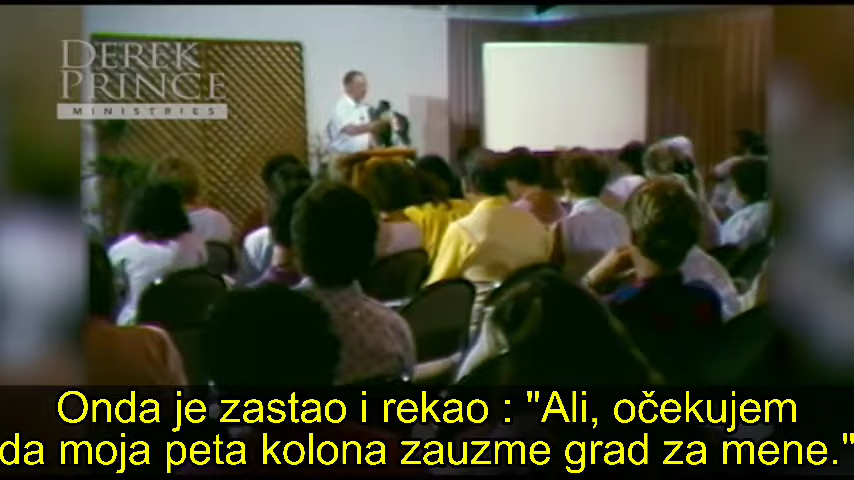 DEREK
PRINCE
MINISTRIES
Onda je zastao i rekao : "Ali, očekujem
da moja peta kolona zauzme grad za mene."